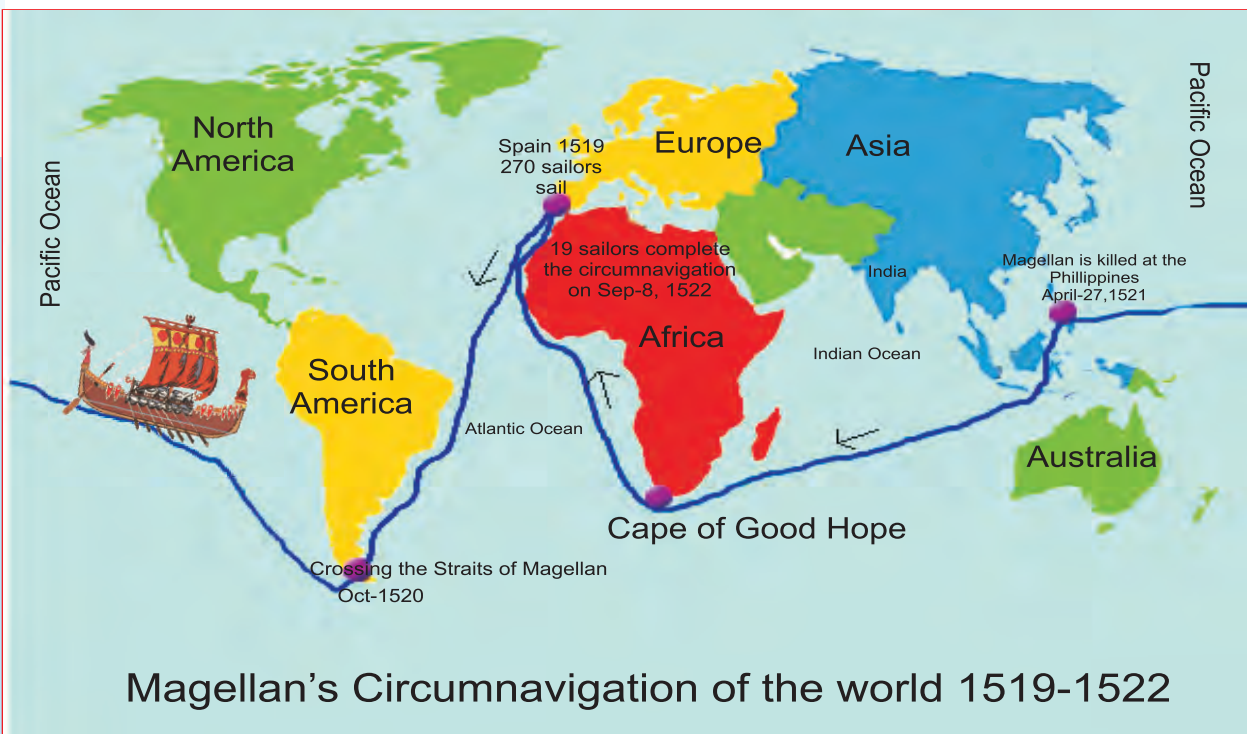 North
America
Spain 1519
270 sailors
sail
Europe
Asia
Pacific Ocean
Pacific Ocean
19 sailors complete
the circumnavigation
on Sep-8, 1522
Africa
India
Magellan is killed at the
Phillippines
April-27,1521
Indian Ocean
South
America
Atlantic Ocean
Australia
Cape of Good Hope
Crossing the Straits of Magellan
Oct-1520
Magellan's Circumnavigation of the world 1519-1522